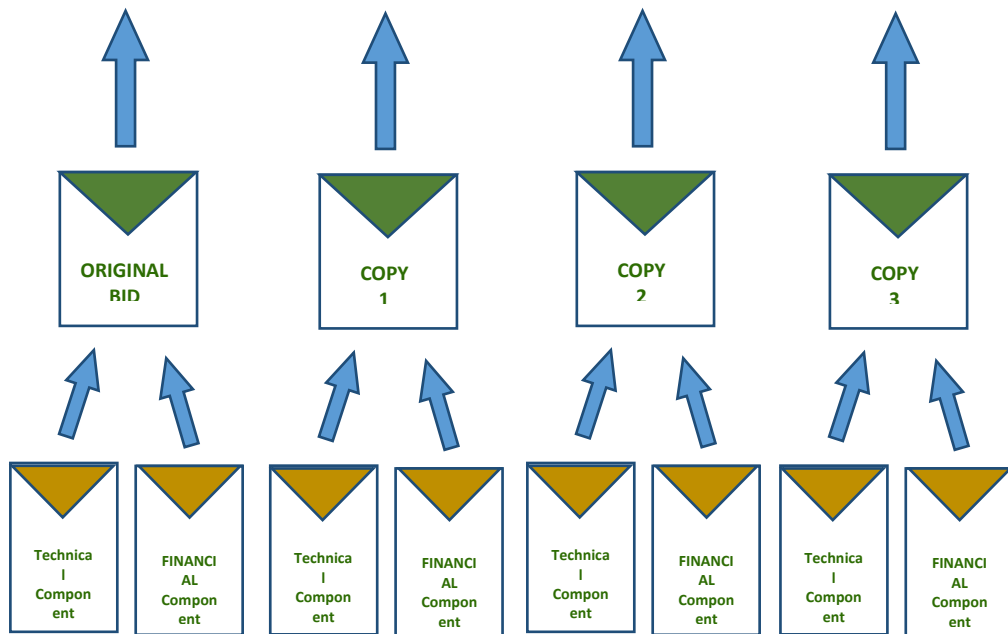 ORIGINAL
BID
COPY
1
COPY
2
COPY
3
Technica
l
Compon
ent
FINANCI
AL
Compon
ent
Technica
l
Compon
ent
FINANCI
AL
Compon
ent
Technica
l
Compon
ent
FINANCI
AL
Compon
ent
Technica
l
Compon
ent
FINANCI
AL
Compon
ent